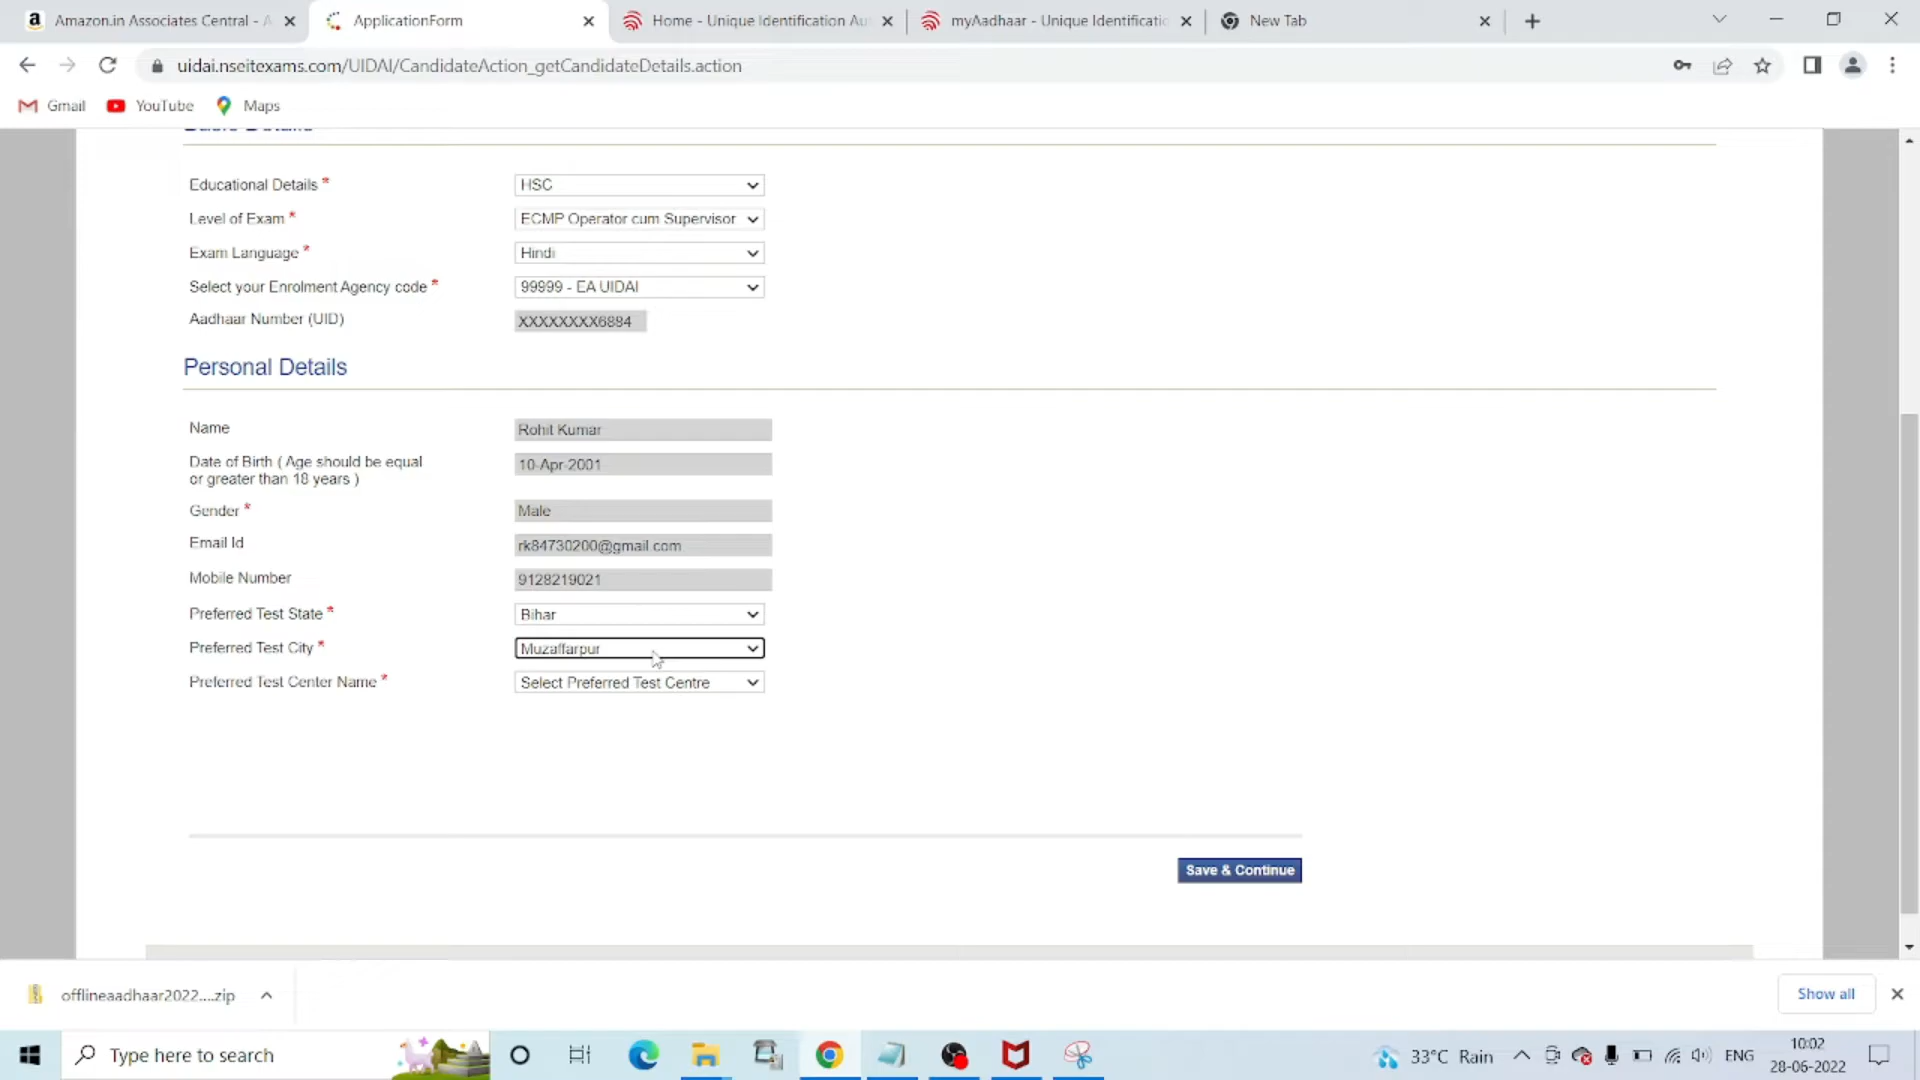 Amazon.in Associates Central - A
ApplicationForm
Home - Unique Identification Au
myAadhaar - Unique Identificatio
New Tab
uidai.nseitexams.com/UIDAI/CandidateAction_getCandidateDetails.action
Gmail
YouTube
Maps
Educational Details *
HSC
Level of Exam *
ECMP Operator cum Supervisor
Exam Language *
Hindi
Select your Enrolment Agency code *
99999 - EA UIDAI
Aadhaar Number (UID)
XXXXXXXX6884
Personal Details
Name
Rohit Kumar
Date of Birth ( Age should be equal
or greater than 18 years )
10-Apr-2001
Gender *
Male
Email Id
rk84730200@gmail.com
Mobile Number
9128219021
Preferred Test State *
Bihar
Preferred Test City *
Muzaffarpur
Preferred Test Center Name *
Select Preferred Test Centre
Save & Continue
offlineaadhaar2022....zip
Show all
Type here to search
33°C Rain
ENG
10:02
28-06-2022